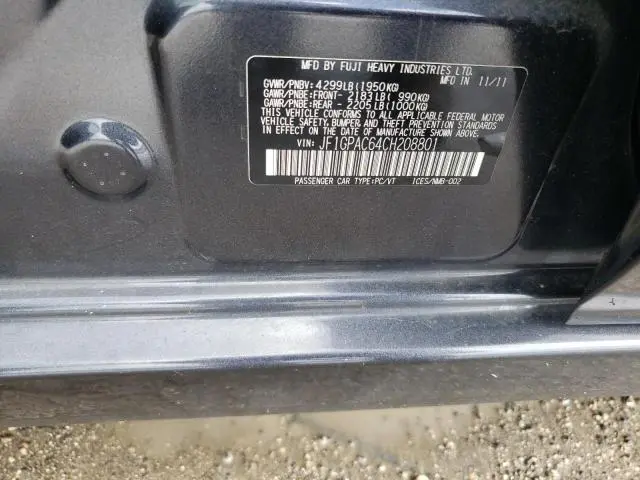 MFD BY FUJI HEAVY INDUSTRIES LTD.
GVWR/PNBV: 4299LB(1950KG) MFD IN 11/11
GAWR/PNBE:FRONT- 2183LB( 990KG)
GAWR/PNBE:REAR - 2205LB(1000KG)
THIS VEHICLE CONFORMS TO ALL APPLICABLE FEDERAL MOTOR
VEHICLE SAFETY, BUMPER, AND THEFT PREVENTION
STANDARDS IN EFFECT ON THE DATE OF MANUFACTURE SHOWN ABOVE.
VIN: JF1GPAC64CH208801
PASSENGER CAR TYPE:PC/VT ICES/NMB-002